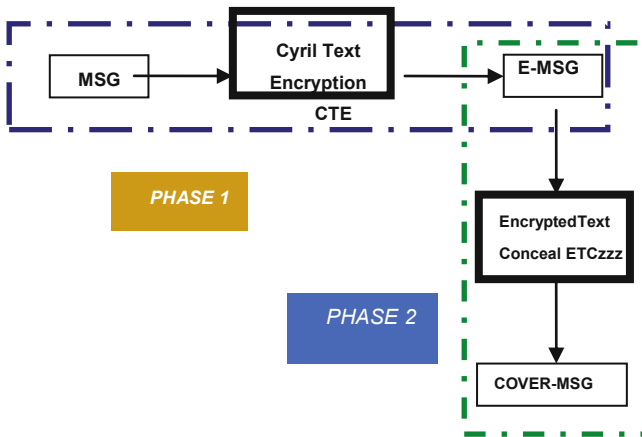 MSG
Cyril Text
Encryption
CTE
E-MSG
PHASE 1
EncryptedText
Conceal ETCzzz
PHASE 2
COVER-MSG